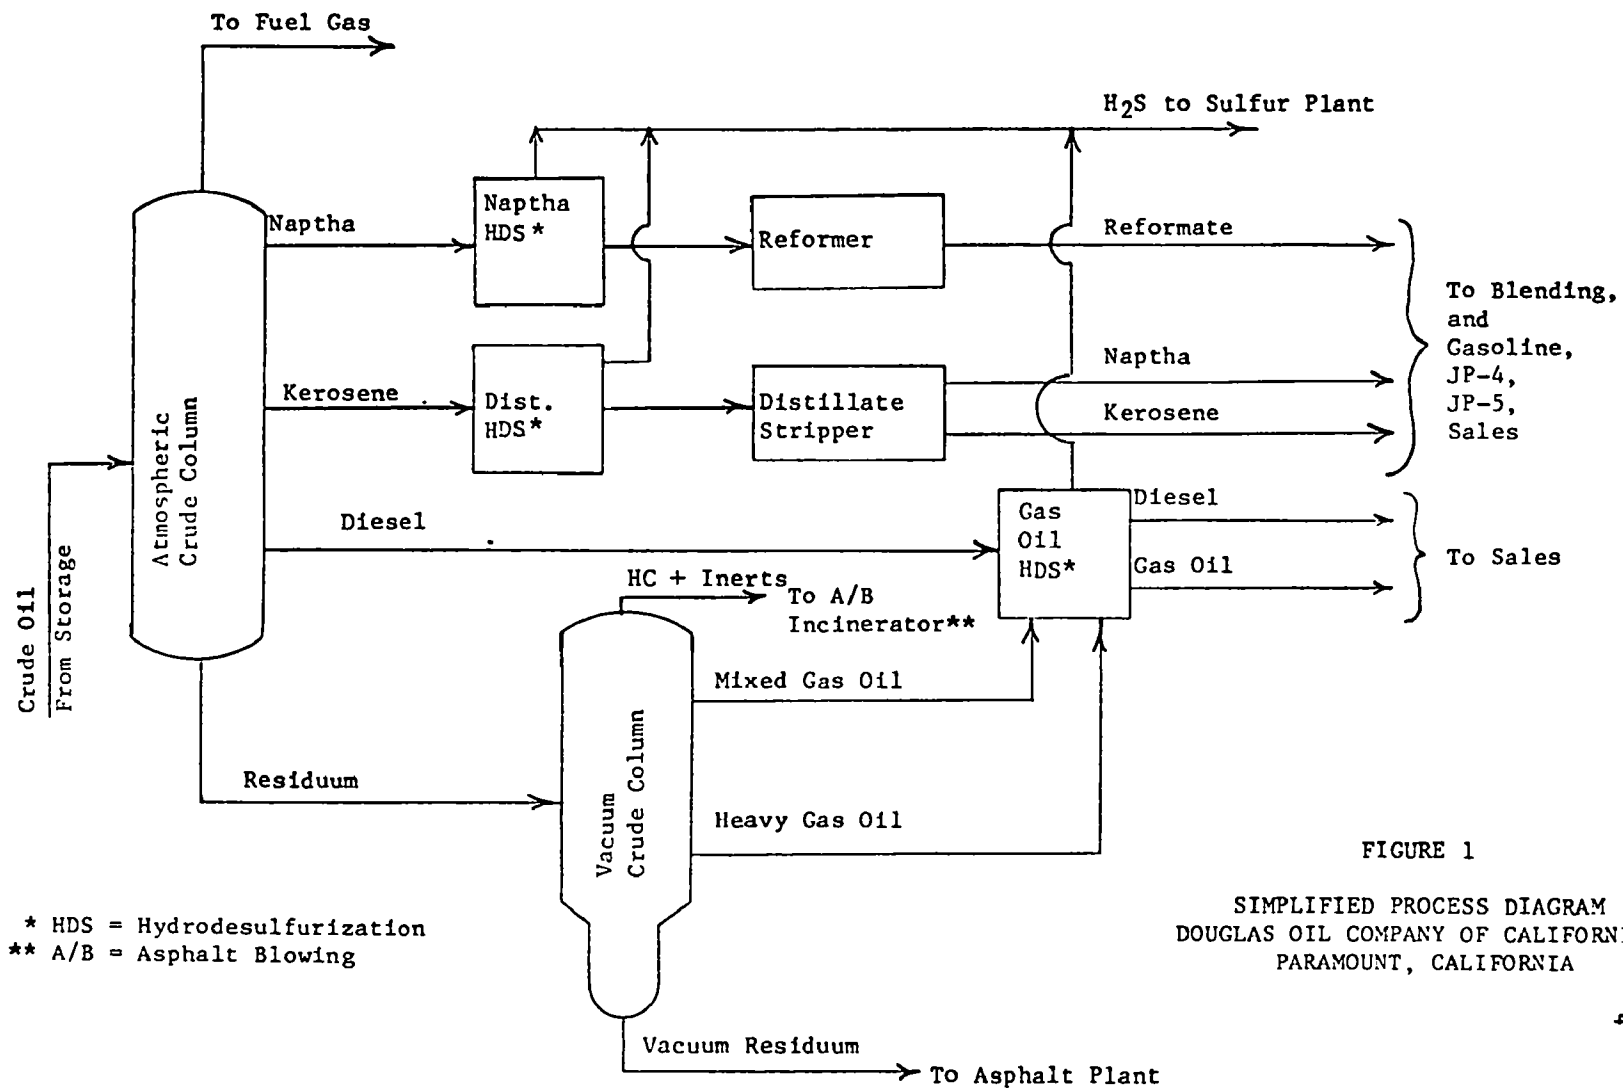 To Fuel Gas
H2S to Sulfur Plant
Naptha
Naptha
HDS*
Reformer
Reformate
To Blending,
and
Gasoline,
JP-4,
JP-5,
Sales
Kerosene
Dist.
HDS*
Distillate
Stripper
Naptha
Kerosene
Atmospheric
Crude Column
Crude Oil
From Storage
Diesel
Gas
Oil
HDS*
Diesel
Gas Oil
To Sales
HC + Inerts
To A/B
Incinerator**
Mixed Gas Oil
Residuum
Vacuum
Crude Column
Heavy Gas Oil
* HDS = Hydrodesulfurization
** A/B = Asphalt Blowing
Vacuum Residuum
To Asphalt Plant
FIGURE 1
SIMPLIFIED PROCESS DIAGRAM
DOUGLAS OIL COMPANY OF CALIFORNI
PARAMOUNT, CALIFORNIA